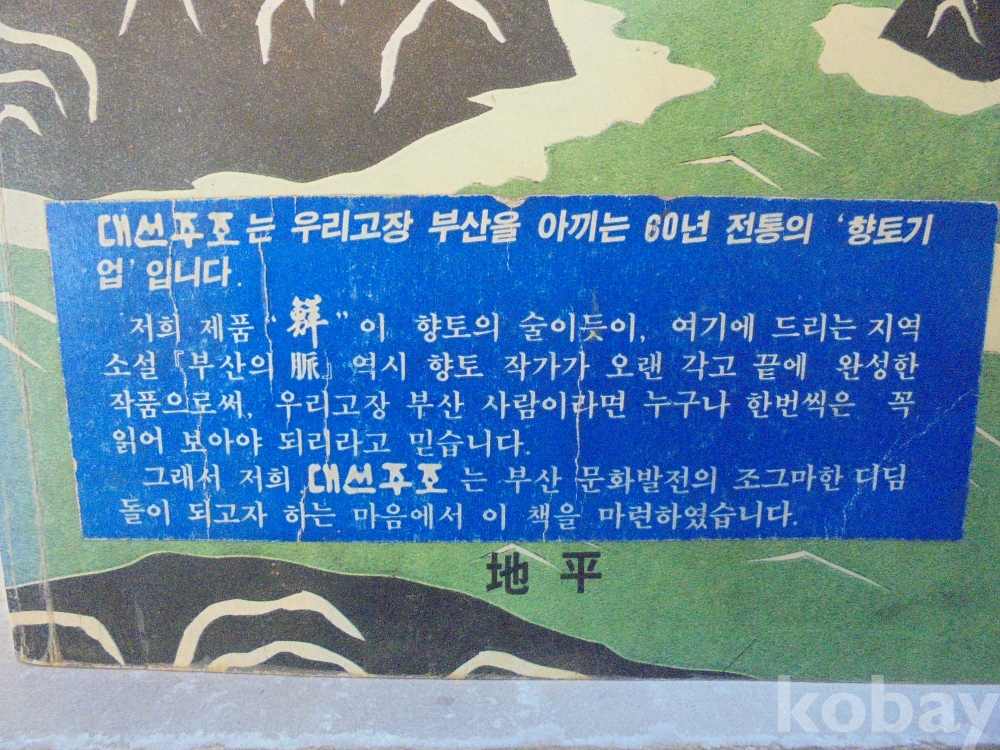 대선주조는 우리고장 부산을 아끼는 60년 전통의 '향토기
업'입니다.
저희 제품 "鮮"이 향토의 술이듯이, 여기에 드리는 지역
소설『부산의 脈』역시 향토 작가가 오랜 각고 끝에 완성한
작품으로써, 우리고장 부산 사람이라면 누구나 한번씩은 꼭
읽어 보아야 되리라고 믿습니다.
그래서 저희 대선주조는 부산 문화발전의 조그마한 디딤
돌이 되고자 하는 마음에서 이 책을 마련하였습니다.
地平
kobay